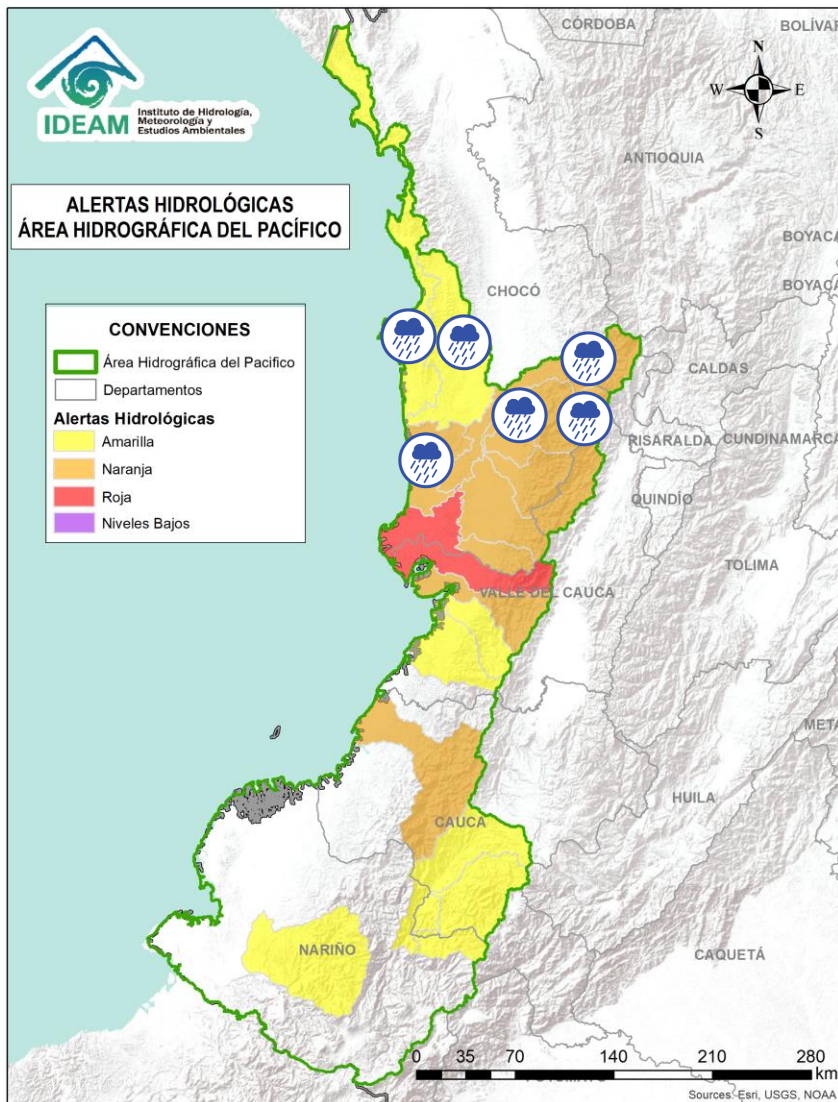 IDEAM
Instituto de Hidrología,
Meteorología y
Estudios Ambientales
ALERTAS HIDROLÓGICAS
ÁREA HIDROGRÁFICA DEL PACÍFICO
CONVENCIONES
Área Hidrográfica del Pacifico
Departamentos
Alertas Hidrológicas
Amarilla
Naranja
Roja
Niveles Bajos
N
W
E
S
CÓRDOBA
BOLÍVAR
ANTIOQUIA
BOYACÁ
CHOCÓ
BOYACÁ
CALDAS
RISARALDA
CUNDINAMARCA
QUINDÍO
TOLIMA
VALLE DEL CAUCA
META
HUILA
CAUCA
NARIÑO
CAQUETÁ
0 35 70 140 210 280
km
Sources: Esri, USGS, NOAA